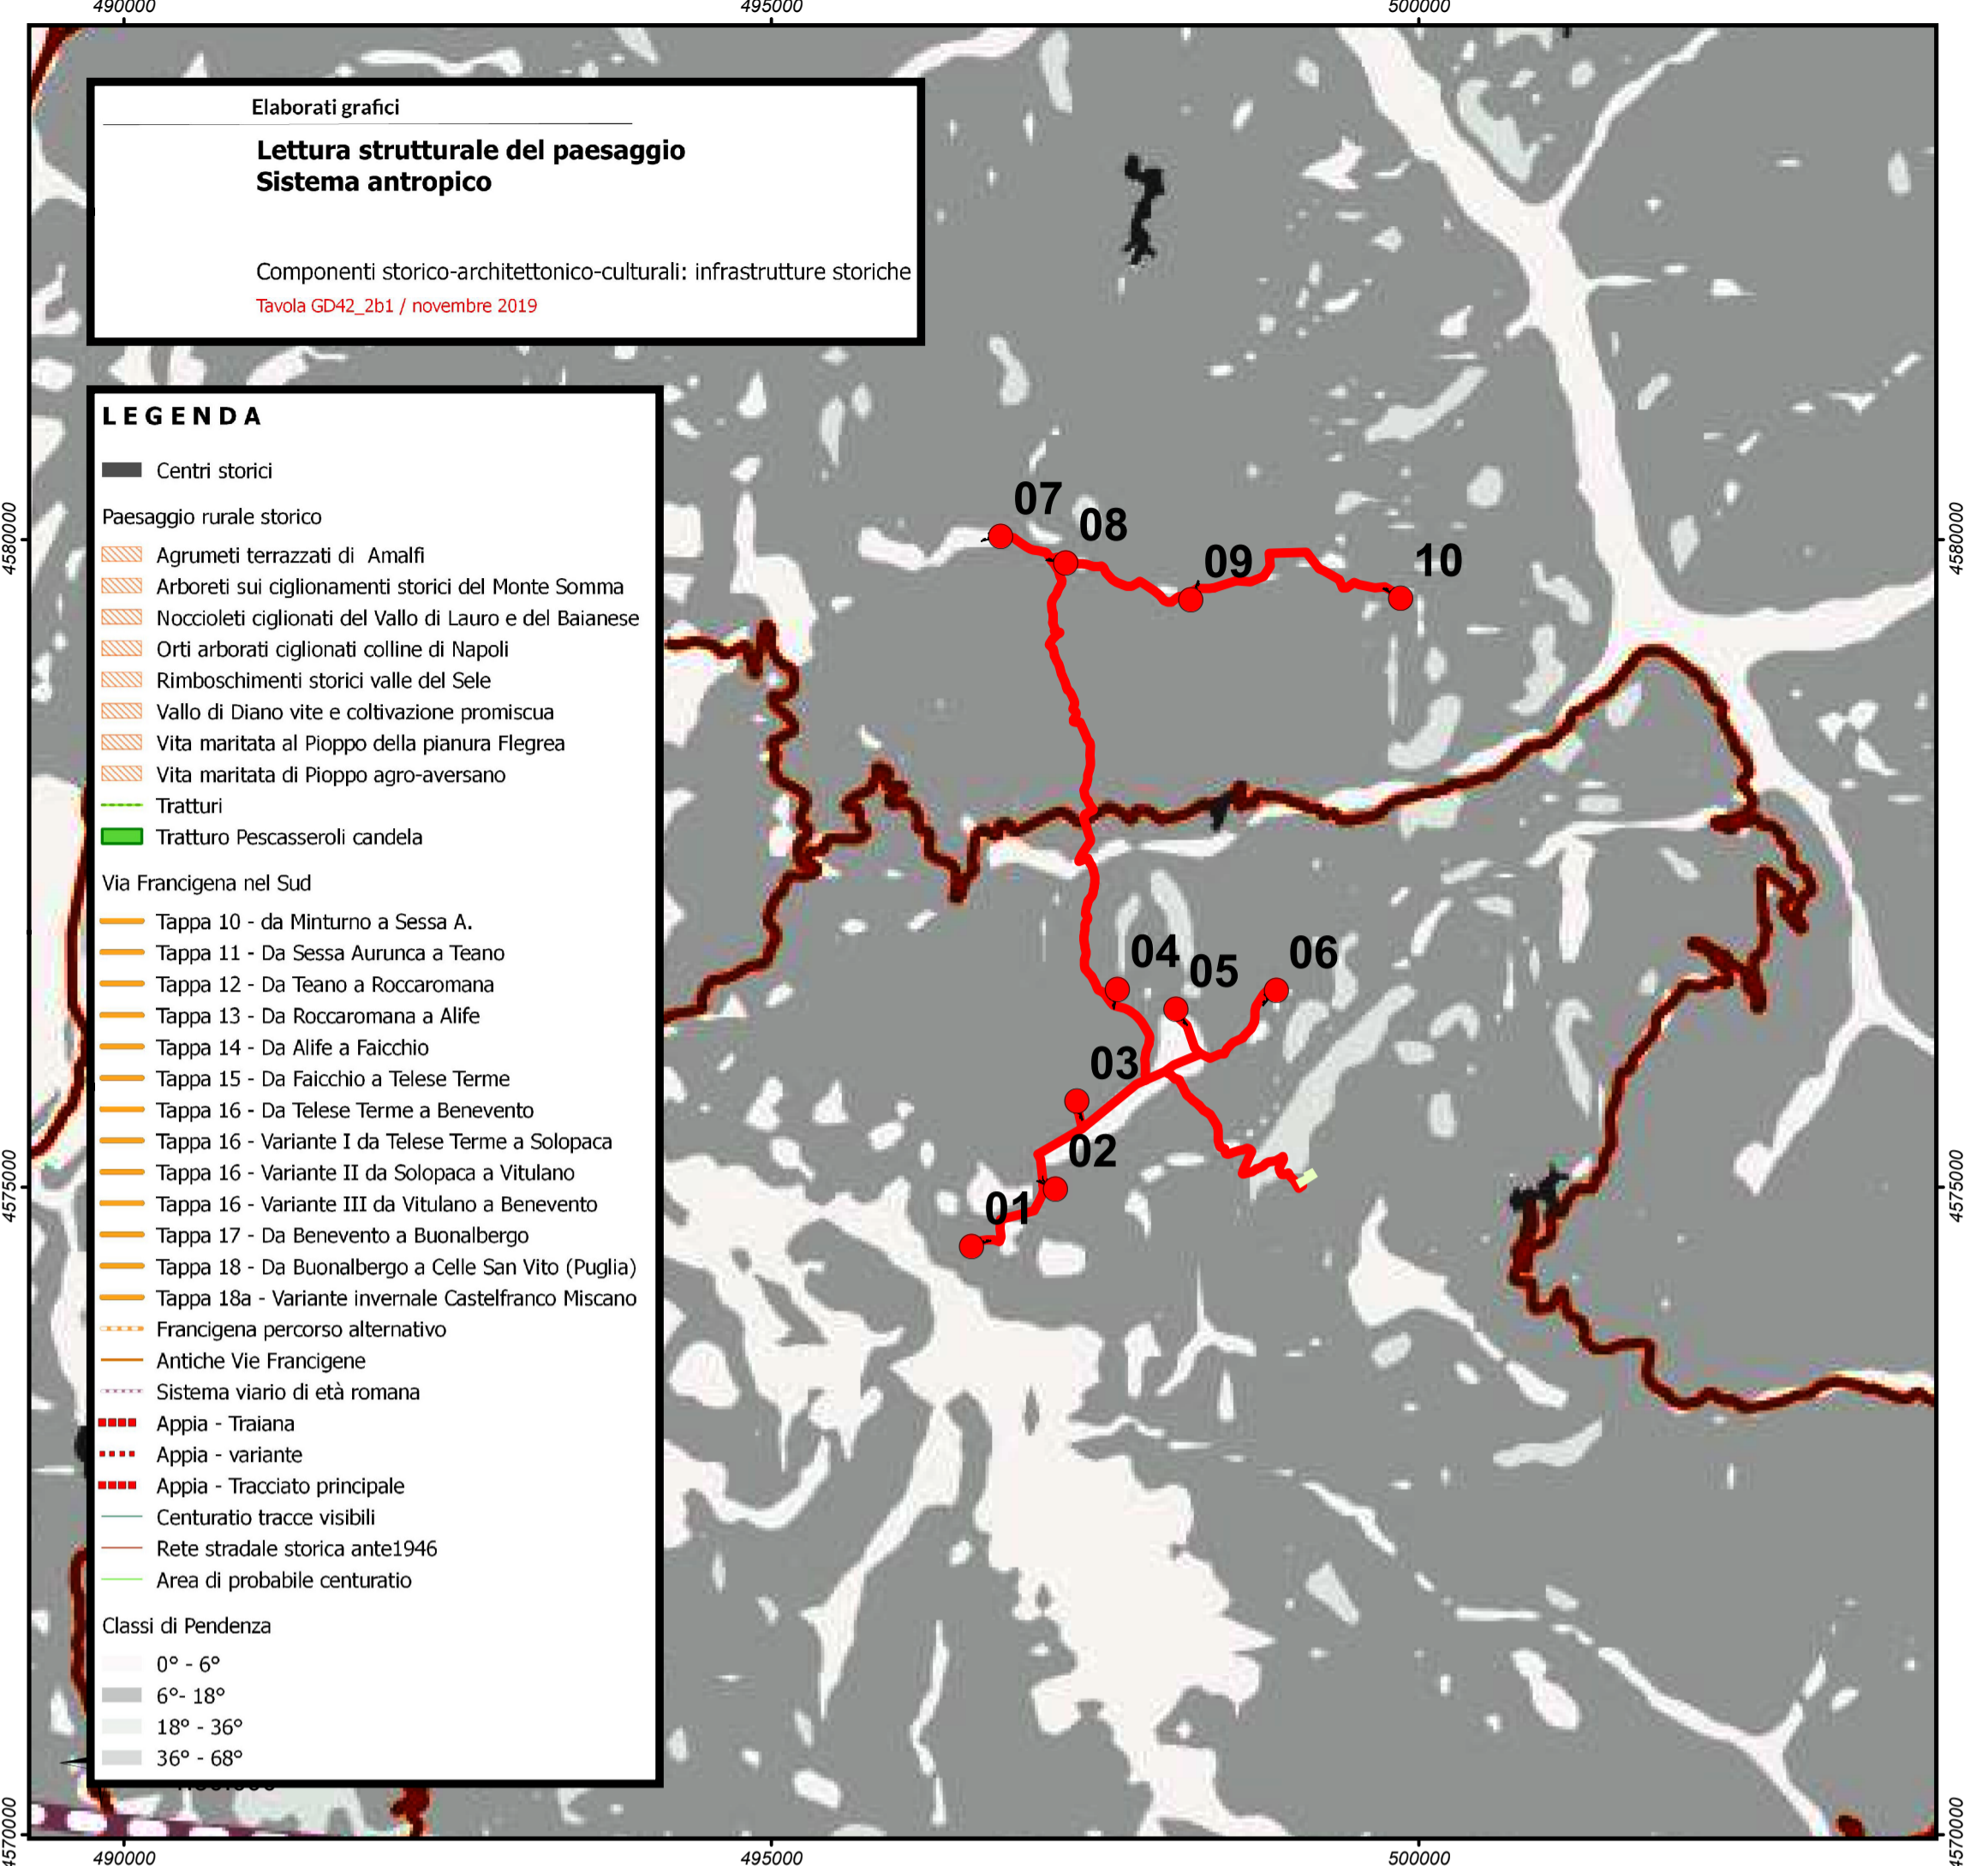 490000
495000
500000
Elaborati grafici
Lettura strutturale del paesaggio
Sistema antropico
Componenti storico-architettonico-culturali: infrastrutture storiche
Tavola GD42_2b1 / novembre 2019
LEGENDA
Centri storici
Paesaggio rurale storico
Agrumeti terrazzati di Amalfi
Arboreti sui ciglionamenti storici del Monte Somma
Noccioleti ciglionati del Vallo di Lauro e del Baianese
Orti arborati ciglionati colline di Napoli
Rimboschimenti storici valle del Sele
Vallo di Diano vite e coltivazione promiscua
Vita maritata al Pioppo della pianura Flegrea
Vita maritata di Pioppo agro-aversano
Tratturi
Tratturo Pescasseroli candela
Via Francigena nel Sud
Tappa 10 - da Minturno a Sessa A.
Tappa 11 - Da Sessa Aurunca a Teano
Tappa 12 - Da Teano a Roccaromana
Tappa 13 - Da Roccaromana a Alife
Tappa 14 - Da Alife a Faicchio
Tappa 15 - Da Faicchio a Telese Terme
Tappa 16 - Da Telese Terme a Benevento
Tappa 16 - Variante I da Telese Terme a Solopaca
Tappa 16 - Variante II da Solopaca a Vitulano
Tappa 16 - Variante III da Vitulano a Benevento
Tappa 17 - Da Benevento a Buonalbergo
Tappa 18 - Da Buonalbergo a Celle San Vito (Puglia)
Tappa 18a - Variante invernale Castelfranco Miscano
Francigena percorso alternativo
Antiche Vie Francigene
Sistema viario di età romana
Appia - Traiana
Appia - variante
Appia - Tracciato principale
Centuratio tracce visibili
Rete stradale storica ante1946
Area di probabile centuratio
Classi di Pendenza
0° - 6°
6°- 18°
18° - 36°
36° - 68°
07
08
09
10
04
05
06
03
02
01
4580000
4575000
4570000
4580000
4575000
4570000
490000
495000
500000